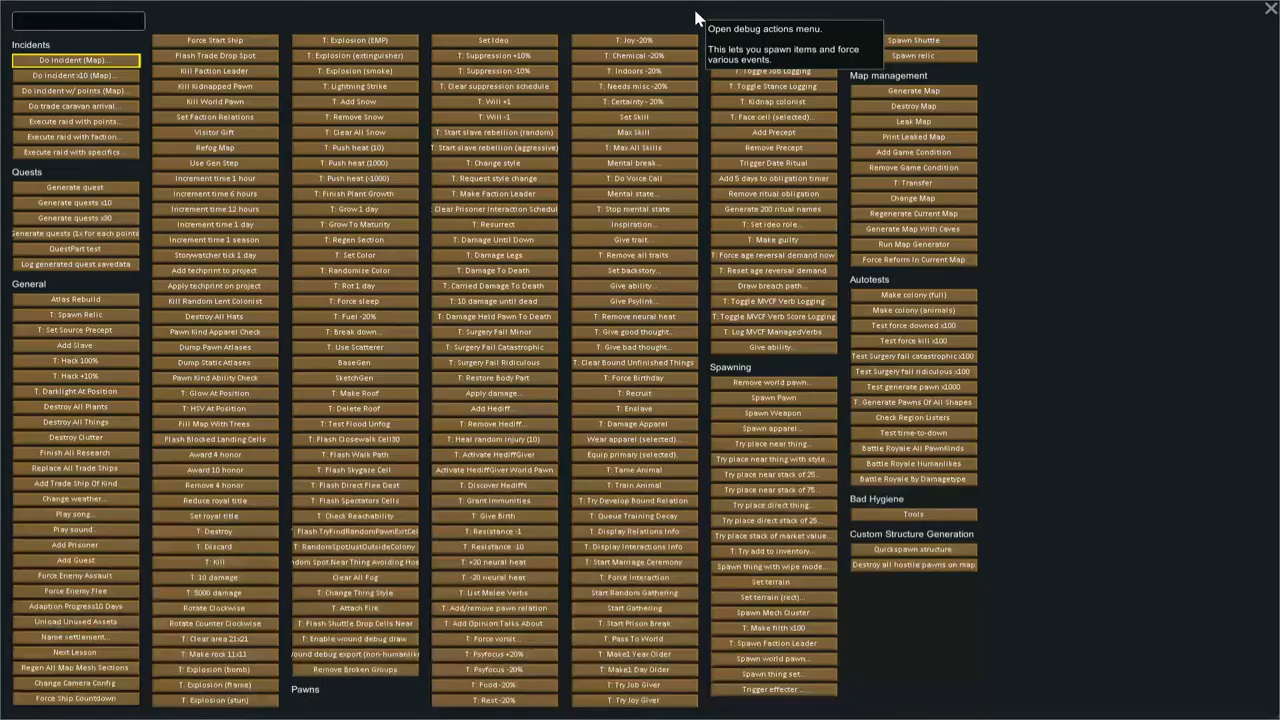 Incidents
Do incident (Map)...
Do incident x10 (Map)...
Do incident w/ points (Map)...
Do trade caravan arrival...
Execute raid with points...
Execute raid with faction...
Execute raid with specifics...
Quests
Generate quest
Generate quests x10
Generate quests x30
Generate quests (1x for each points
QuestPart test
Log generated quest savedata
General
Atlas Rebuild
T: Spawn Relic
T: Set Source Precept
Add Slave
T: Hack 100%
T: Hack +10%
T: Darklight At Position
Destroy All Plants
Destroy All Things
Destroy Clutter
Finish All Research
Replace All Trade Ships
Add Trade Ship Of Kind
Change weather...
Play song...
Play sound...
Add Prisoner
Add Guest
Force Enemy Assault
Force Enemy Flee
Adaption Progress10 Days
Unload Unused Assets
Name settlement...
Next Lesson
Regen All Map Mesh Sections
Change Camera Config
Force Ship Countdown
Force Start Ship
Flash Trade Drop Spot
Kill Faction Leader
Kill Kidnapped Pawn
Kill World Pawn
Set Faction Relations
Visitor Gift
Refog Map
Use Gen Step
Increment time 1 hour
Increment time 6 hours
Increment time 12 hours
Increment time 1 day
Increment time 1 season
Storywatcher tick 1 day
Add techprint to project
Apply techprint on project
Kill Random Lent Colonist
Destroy All Hats
Pawn Kind Apparel Check
Dump Pawn Atlases
Dump Static Atlases
Pawn Kind Ability Check
T: Glow At Position
T: HSV At Position
Fill Map With Trees
Flash Blocked Landing Cells
Award 4 honor
Award 10 honor
Remove 4 honor
Reduce royal title
Set royal title
T: Destroy
T: Discard
T: Kill
T: 10 damage
T: 5000 damage
Rotate Clockwise
Rotate Counter Clockwise
T: Clear area 21x21
T: Make rock 11x11
T: Explosion (bomb)
T: Explosion (flame)
T: Explosion (stun)
T: Explosion (EMP)
T: Explosion (extinguisher)
T: Explosion (smoke)
T: Lightning Strike
T: Add Snow
T: Remove Snow
T: Clear All Snow
T: Push heat (10)
T: Push heat (1000)
T: Push heat (-1000)
T: Finish Plant Growth
T: Grow 1 day
T: Grow To Maturity
T: Regen Section
T: Set Color
T: Randomize Color
T: Rot 1 day
T: Force sleep
T: Fuel -20%
T: Break down...
T: Use Scatterer
BaseGen
SketchGen
T: Make Roof
T: Delete Roof
T: Test Flood Unfog
T: Flash Closewalk Cell30
T: Flash Walk Path
T: Flash Skygaze Cell
T: Flash Direct Flee Dest
T: Flash Spectators Cells
T: Check Reachability
Flash TryFindRandomPawnExitCel
T: RandomSpotJustOutsideColony
ndom Spot Near Thing Avoiding Hos
Clear All Fog
T: Change Thing Style
T: Attach Fire
T: Flash Shuttle Drop Cells Near
T: Enable wound debug draw
Wound debug export (non-humanlike
Remove Broken Groups
Pawns
Set Ideo
T: Suppression +10%
T: Suppression -10%
T: Clear suppression schedule
T: Will +1
T: Will -1
T: Start slave rebellion (random)
T: Start slave rebellion (aggressive)
T: Change style
T: Request style change
T: Make Faction Leader
Clear Prisoner Interaction Schedul
T: Resurrect
T: Damage Until Down
T: Damage Legs
T: Damage To Death
T: Carried Damage To Death
T: 10 damage until dead
T: Damage Held Pawn To Death
T: Surgery Fail Minor
T: Surgery Fail Catastrophic
T: Surgery Fail Ridiculous
T: Restore Body Part
Apply damage...
Add Hediff...
T: Remove Hediff...
T: Heal random injury (10)
T: Activate HediffGiver
Activate HediffGiver World Pawn
T: Discover Hediffs
T: Grant Immunities
T: Give Birth
T: Resistance -1
T: Resistance -10
T: +20 neural heat
T: -20 neural heat
T: List Melee Verbs
T: Add/remove pawn relation
T: Add Opinion Talks About
T: Force vomit...
T: Psyfocus +20%
T: Psyfocus -20%
T: Food -20%
T: Rest -20%
T: Joy -20%
T: Chemical -20%
T: Indoors -20%
T: Needs misc -20%
T: Certainty - 20%
Set Skill
Max Skill
T: Max All Skills
Mental break...
T: Do Voice Call
Mental state...
T: Stop mental state
Inspiration...
Give trait...
T: Remove all traits
Set backstory...
Give ability...
Give Psylink...
T: Remove neural heat
T: Give good thought...
T: Give bad thought...
T: Clear Bound Unfinished Things
T: Force Birthday
T: Recruit
T: Enslave
T: Damage Apparel
Wear apparel (selected)...
Equip primary (selected)...
T: Tame Animal
T: Train Animal
T: Try Develop Bound Relation
T: Queue Training Decay
T: Display Relations Info
T: Display Interactions Info
T: Start Marriage Ceremony
T: Force Interaction
Start Random Gathering
Start Gathering
T: Start Prison Break
T: Pass To World
T: Make1 Year Older
T: Make1 Day Older
T: Try Job Giver
T: Try Joy Giver
Open debug actions menu.
This lets you spawn items and force
various events.
T: Toggle Job Logging
T: Toggle Stance Logging
T: Kidnap colonist
T: Face cell (selected)...
Add Precept
Remove Precept
Trigger Date Ritual
Add 5 days to obligation timer
Remove ritual obligation
Generate 200 ritual names
T: Set ideo role...
T: Make guilty
T: Force age reversal demand now
T: Reset age reversal demand
Draw breach path...
T: Toggle MVCF Verb Logging
T: Toggle MVCF Verb Score Logging
T: Log MVCF ManagedVerbs
Give ability...
Spawning
Remove world pawn...
Spawn Pawn
Spawn Weapon
Spawn apparel...
Try place near thing...
Try place near thing with style...
Try place near stack of 25...
Try place near stack of 75...
Try place direct thing...
Try place direct stack of 25...
Try place stack of market value...
T: Try add to inventory...
Spawn thing with wipe mode...
Set terrain
Set terrain (rect)...
Spawn Mech Cluster
T: Make filth x100
T: Spawn Faction Leader
Spawn world pawn...
Spawn thing set...
Trigger effecter...
Spawn Shuttle
Spawn relic
Map management
Generate Map
Destroy Map
Leak Map
Print Leaked Map
Add Game Condition
Remove Game Condition
T: Transfer
Change Map
Regenerate Current Map
Generate Map With Caves
Run Map Generator
Force Reform In Current Map
Autotests
Make colony (full)
Make colony (animals)
Test force downed x100
Test force kill x100
Test Surgery fail catastrophic x100
Test Surgery fail ridiculous x100
Test generate pawn x1000
T: Generate Pawns Of All Shapes
Check Region Listers
Test time-to-down
Battle Royale All PawnKinds
Battle Royale Humanlikes
Battle Royale By Damagetype
Bad Hygiene
Tools
Custom Structure Generation
Quickspawn structure
Destroy all hostile pawns on map